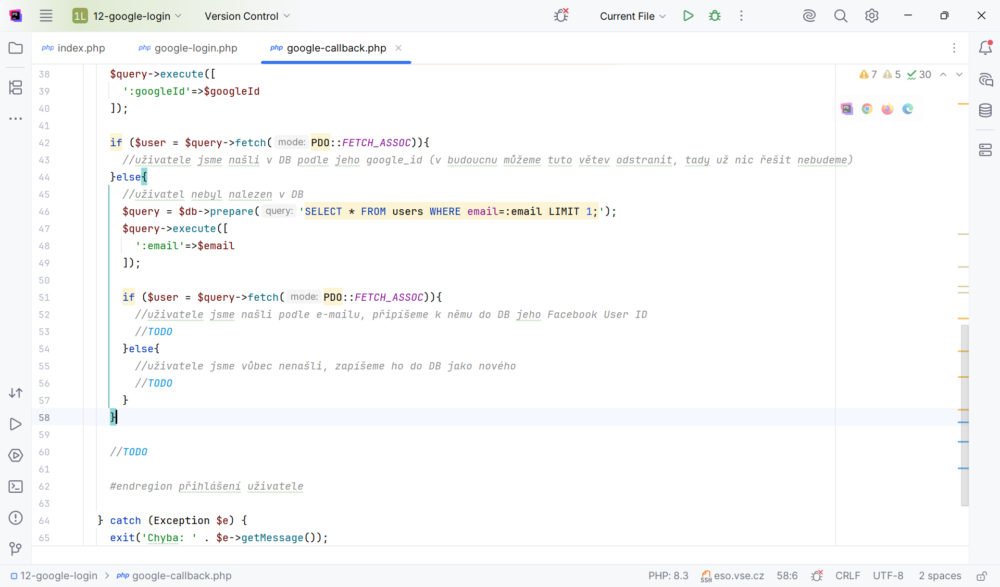 PS
1L 12-google-login
Version Control
Current File
php index.php
php google-login.php
php google-callback.php
7 5 30
38 $query->execute([
39 ':googleId'=>$googleId
40 ]);
41
42 if ($user = $query->fetch( mode: PDO::FETCH_ASSOC)){
43 //uživatele jsme našli v DB podle jeho google_id (v budoucnu můžeme tuto větev odstranit, tady už nic řešit nebudeme)
44 }else{
45 //uživatel nebyl nalezen v DB
46 $query = $db->prepare( query: 'SELECT * FROM users WHERE email=:email LIMIT 1;');
47 $query->execute([
48 ':email'=>$email
49 ]);
50
51 if ($user = $query->fetch( mode: PDO::FETCH_ASSOC)){
52 //uživatele jsme našli podle e-mailu, připíšeme k němu do DB jeho Facebook User ID
53 //TODO
54 }else{
55 //uživatele jsme vůbec nenašli, zapíšeme ho do DB jako nového
56 //TODO
57 }
58 }
59
60 //TODO
61
62 #endregion přihlášení uživatele
63
64 } catch (Exception $e) {
65 exit('Chyba: ' . $e->getMessage());
PS
12-google-login > php google-callback.php
PHP: 8.3
SSH eso.vse.cz
58:6
CRLF
UTF-8
2 spaces